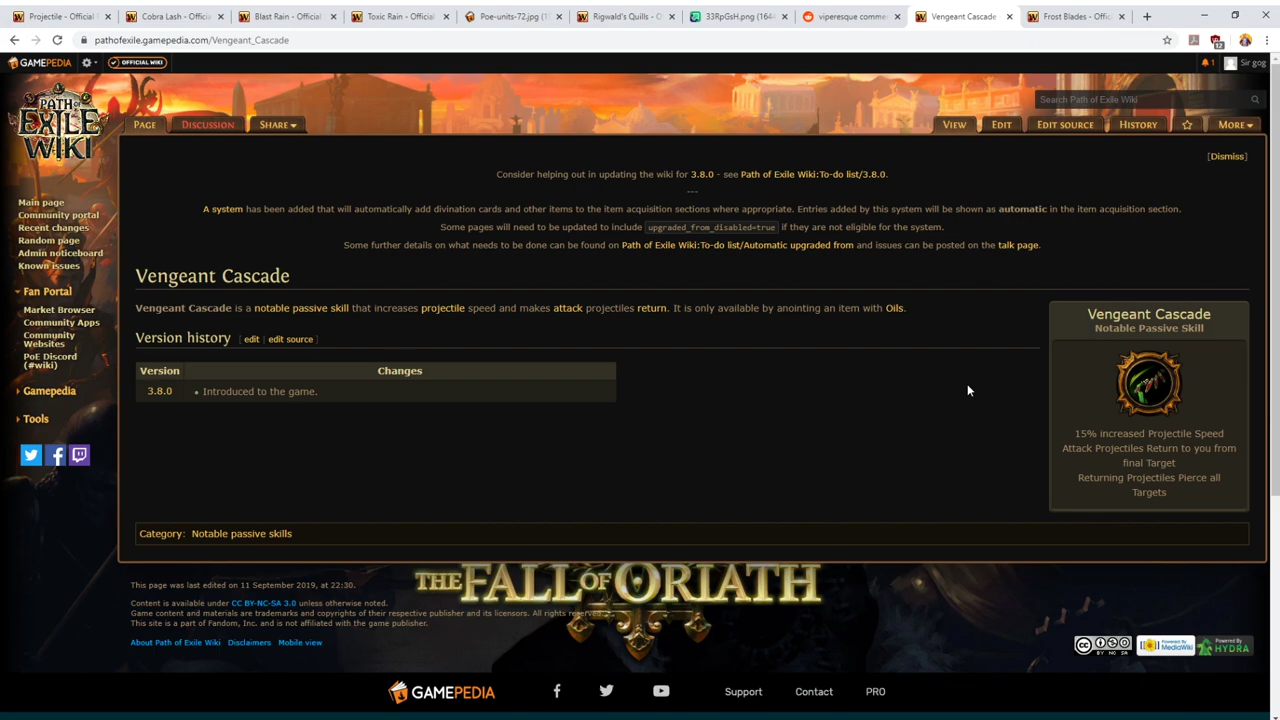 Projectile - Official
Cobra Lash - Official
Blast Rain - Official
Toxic Rain - Official
Poe-units-72.jpg
Rigwald's Quills - O
33RpGsH.png
viperesque comme
Vengeant Cascade
Frost Blades - Offic
pathofexile.gamepedia.com/Vengeant_Cascade
12
GAMEPEDIA
OFFICIAL WIKI
1
Sir gog
PATH OF EXILE WIKI
Search Path of Exile Wiki
PAGE
DISCUSSION
SHARE
VIEW
EDIT
EDIT SOURCE
HISTORY
MORE
[Dismiss]
Consider helping out in updating the wiki for 3.8.0 - see Path of Exile Wiki:To-do list/3.8.0.
---
A system has been added that will automatically add divination cards and other items to the item acquisition sections where appropriate. Entries added by this system will be shown as automatic in the item acquisition section.
Some pages will need to be updated to include upgraded_from_disabled=true if they are not eligible for the system.
Some further details on what needs to be done can be found on Path of Exile Wiki:To-do list/Automatic upgraded from and issues can be posted on the talk page.
Main page
Community portal
Recent changes
Random page
Admin noticeboard
Known issues
Fan Portal
Market Browser
Community Apps
Community
Websites
PoE Discord
(#wiki)
Gamepedia
Tools
Vengeant Cascade
Vengeant Cascade is a notable passive skill that increases projectile speed and makes attack projectiles return. It is only available by anointing an item with Oils.
Version history [ edit | edit source ]
Version Changes
3.8.0 • Introduced to the game.
Vengeant Cascade
Notable Passive Skill
15% increased Projectile Speed
Attack Projectiles Return to you from
final Target
Returning Projectiles Pierce all
Targets
Category: Notable passive skills
This page was last edited on 11 September 2019, at 22:30.
Content is available under CC BY-NC-SA 3.0 unless otherwise noted.
Game content and materials are trademarks and copyrights of their respective publisher and its licensors. All rights reserved.
This site is a part of Fandom, Inc. and is not affiliated with the game publisher.
About Path of Exile Wiki Disclaimers Mobile view
THE FALL OF ORIATH
BY NC SA
Powered By
MediaWiki
Powered By
HYDRA
GAMEPEDIA
Support
Contact
PRO